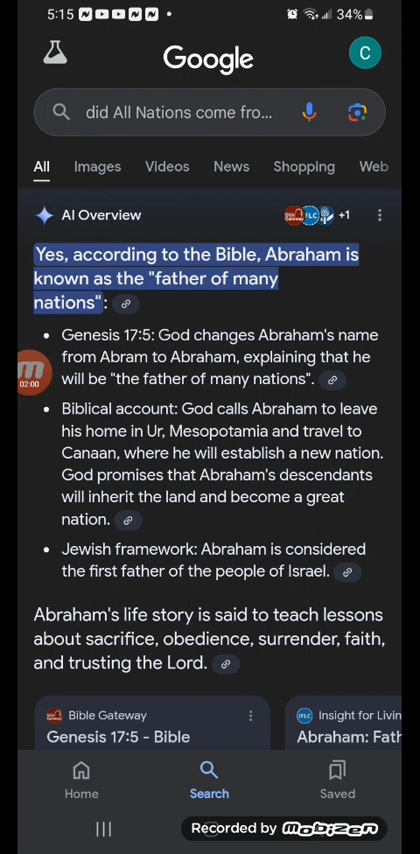 5:15
34%
Google
C
did All Nations come fro...
All Images Videos News Shopping Web
AI Overview
+1
Yes, according to the Bible, Abraham is
known as the "father of many
nations":
• Genesis 17:5: God changes Abraham's name
from Abram to Abraham, explaining that he
will be "the father of many nations".
02:00
• Biblical account: God calls Abraham to leave
his home in Ur, Mesopotamia and travel to
Canaan, where he will establish a new nation.
God promises that Abraham's descendants
will inherit the land and become a great
nation.
• Jewish framework: Abraham is considered
the first father of the people of Israel.
Abraham's life story is said to teach lessons
about sacrifice, obedience, surrender, faith,
and trusting the Lord.
Bible Gateway
Genesis 17:5 - Bible
IFLC Insight for Livin
Abraham: Fath
Home Search Saved
Recorded by mobizen